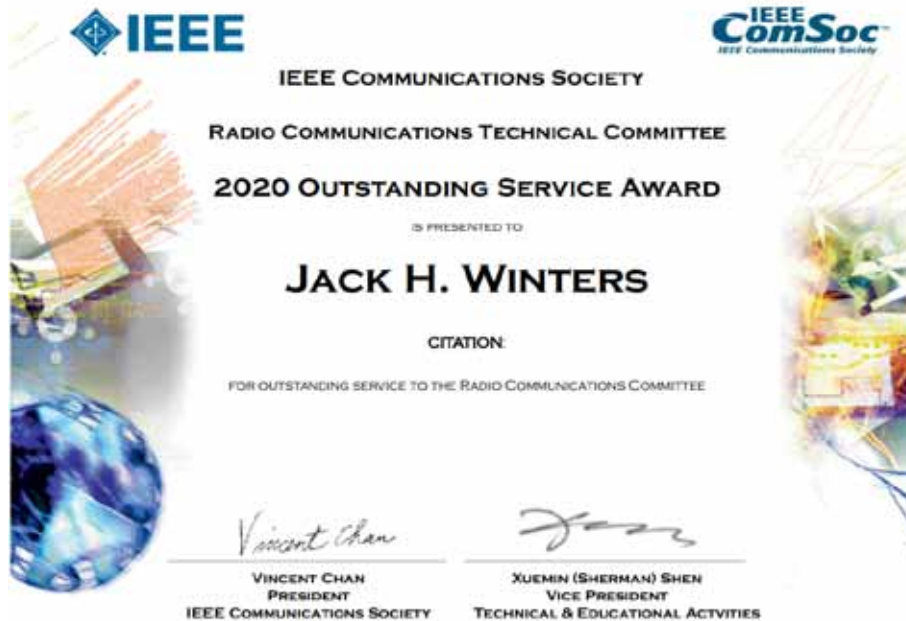 IEEE
IEEE
ComSoc™
IEEE Communications Society
IEEE COMMUNICATIONS SOCIETY
RADIO COMMUNICATIONS TECHNICAL COMMITTEE
2020 OUTSTANDING SERVICE AWARD
IS PRESENTED TO
JACK H. WINTERS
CITATION:
FOR OUTSTANDING SERVICE TO THE RADIO COMMUNICATIONS COMMITTEE
Vincent Chan
VINCENT CHAN
PRESIDENT
IEEE COMMUNICATIONS SOCIETY
XUEMIN (SHERMAN) SHEN
VICE PRESIDENT
TECHNICAL & EDUCATIONAL ACTVITIES